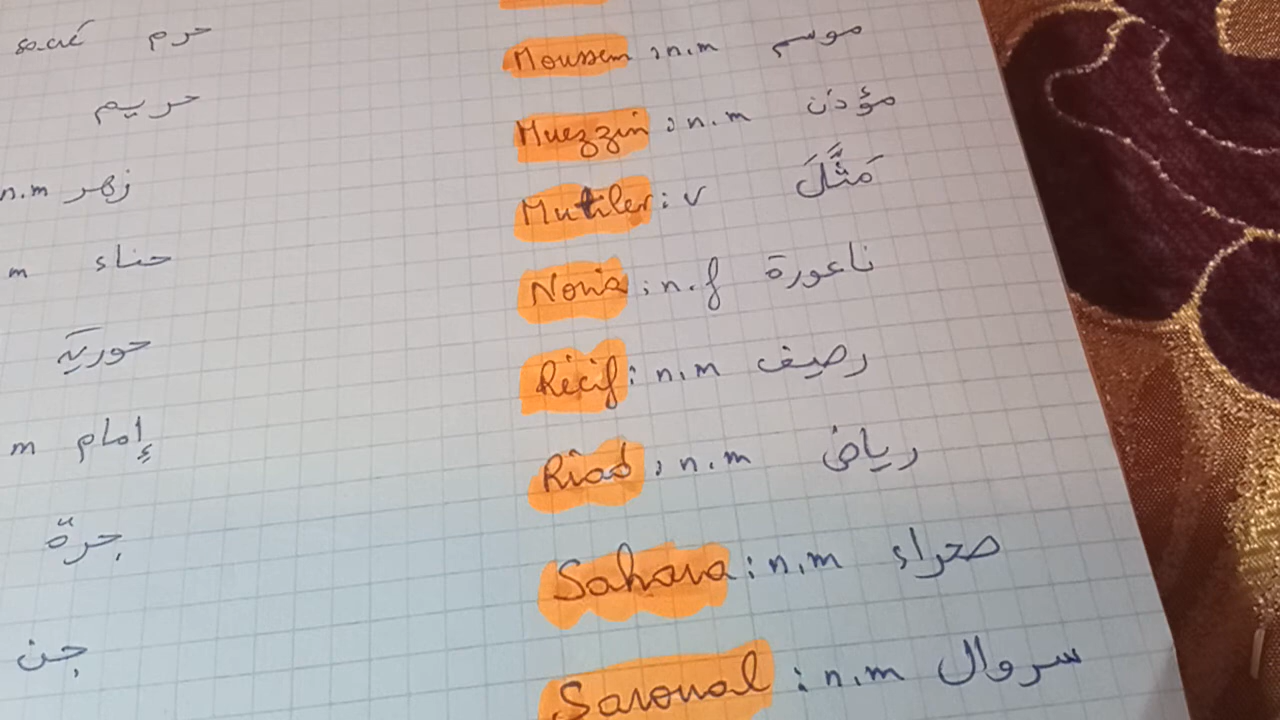 حرم
Moussem : n.m موسم
حريم
Muezzin : n.m مؤذن
n.m زهر
Mutiler : v مَثَّلَ
m حناء
Noria : n.f ناعورة
حورية
Récif : n.m رصيف
m إمام
Riad : n.m رياض
جرّة
Sahara : n.m صحراء
جن
Saroual : n.m سروال